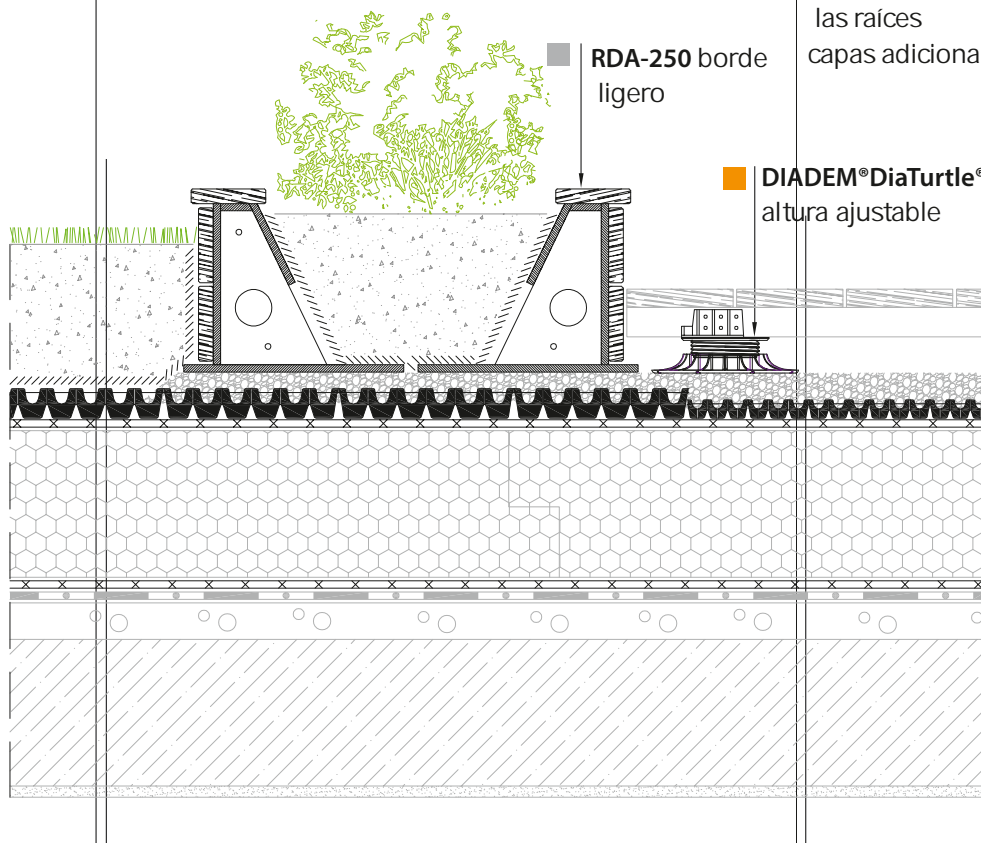 las raíces
capas adiciona
RDA-250 borde
ligero
DIADEM®DiaTurtle®
altura ajustable